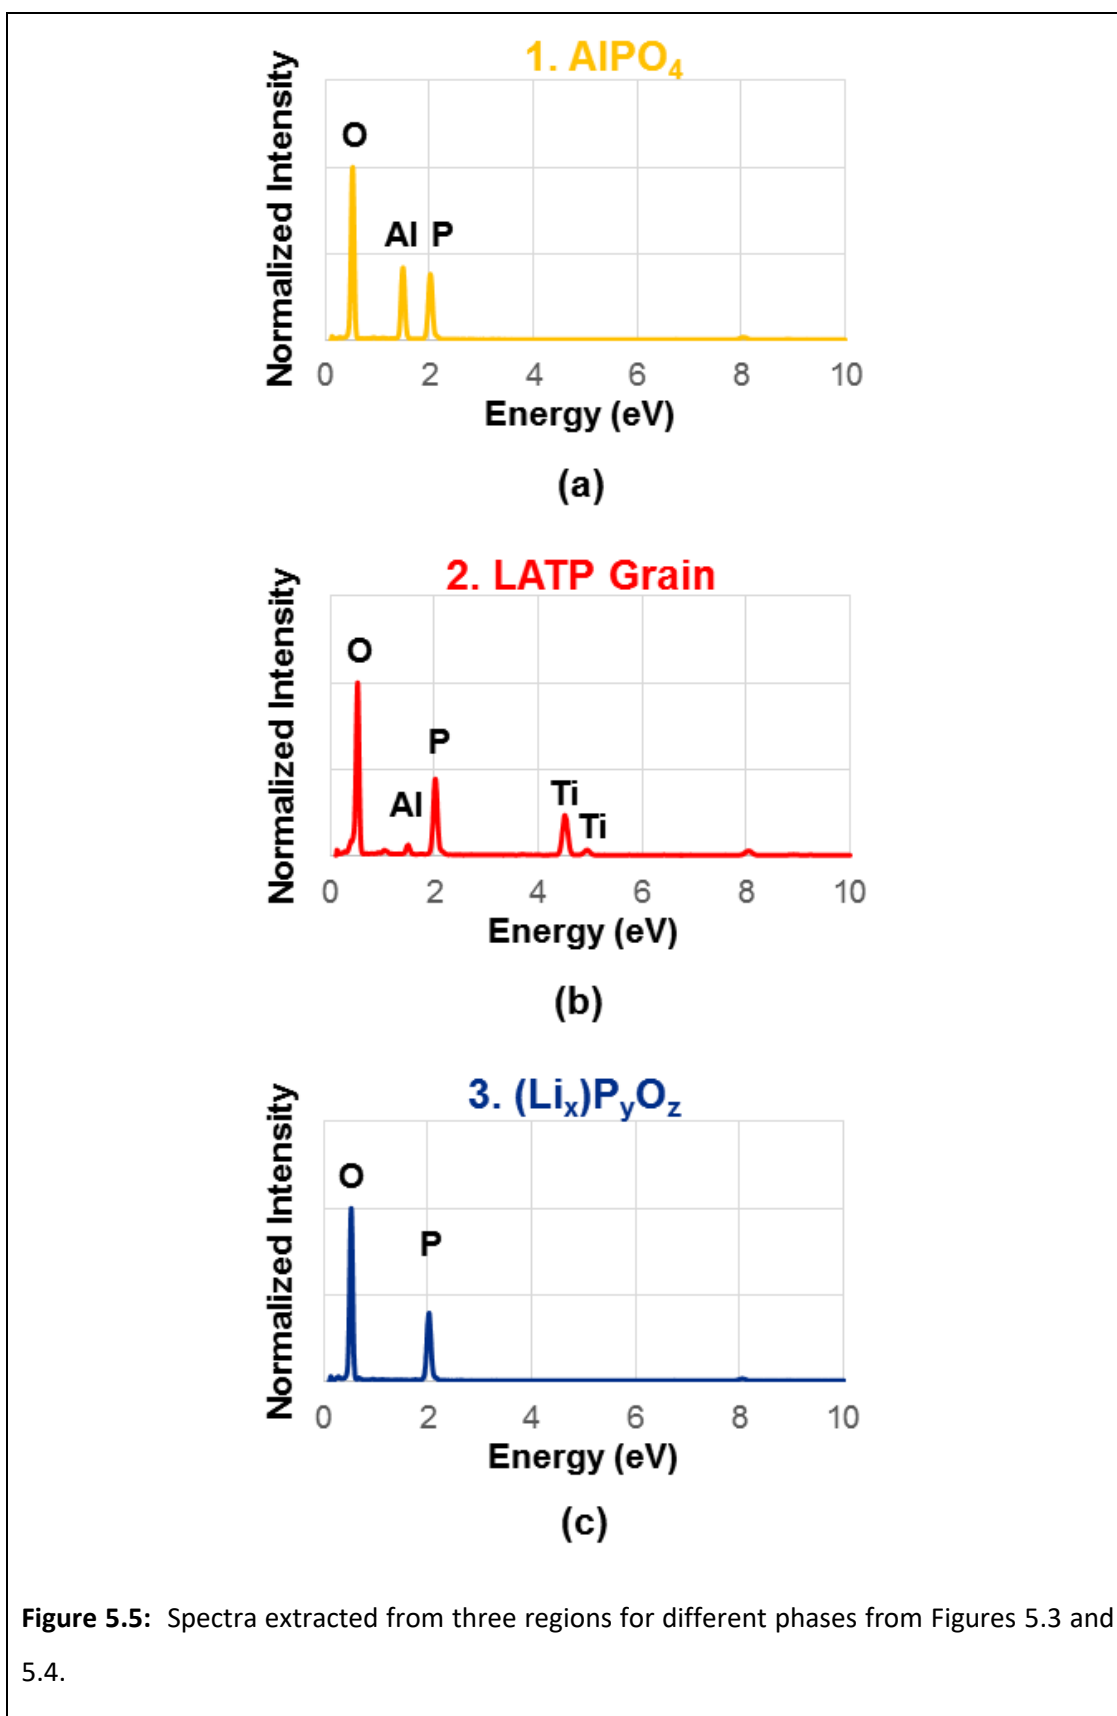 1. AlPO₄
Normalized Intensity
O
Al P
0 2 4 6 8 10
Energy (eV)
(a)
2. LATP Grain
Normalized Intensity
O
P
Al
Ti
Ti
0 2 4 6 8 10
Energy (eV)
(b)
3. (Liₓ)PᵧO_z
Normalized Intensity
O
P
0 2 4 6 8 10
Energy (eV)
(c)
Figure 5.5: Spectra extracted from three regions for different phases from Figures 5.3 and
5.4.